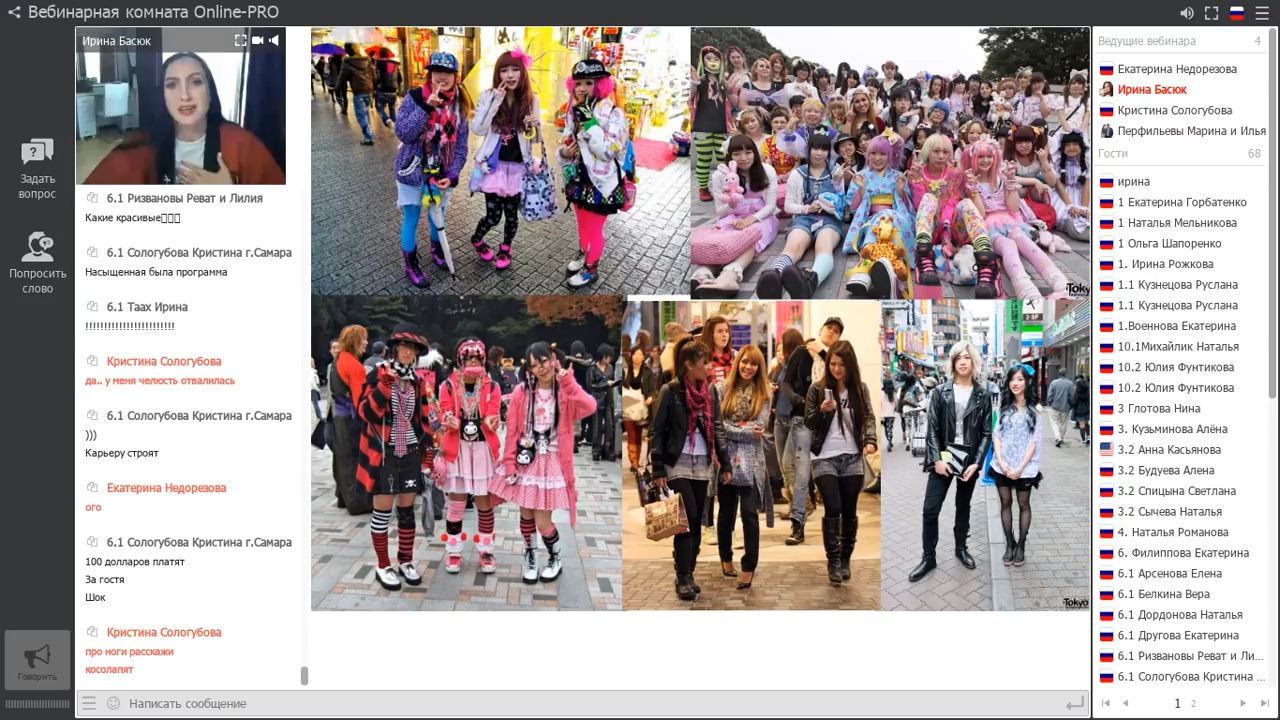 Вебинарная комната Online-PRO
Задать
вопрос
Попросить
слово
Говорить
Ирина Басюк
6.1 Ризвановы Реват и Лилия
Какие красивые
6.1 Сологубова Кристина г.Самара
Насыщенная была программа
6.1 Таах Ирина
!!!!!!!!!!!!!!!!!!!!!!!!
Кристина Сологубова
да.. у меня челюсть отвалилась
6.1 Сологубова Кристина г.Самара
)))
Карьеру строят
Екатерина Недорезова
ого
6.1 Сологубова Кристина г.Самара
100 долларов платят
За гостя
Шок
Кристина Сологубова
про ноги расскажи
косолапят
Написать сообщение
Tokyo
Ведущие вебинара 4
Екатерина Недорезова
Ирина Басюк
Кристина Сологубова
Перфильевы Марина и Илья
Гости 68
ирина
1 Екатерина Горбатенко
1 Наталья Мельникова
1 Ольга Шапоренко
1. Ирина Рожкова
1.1 Кузнецова Руслана
1.1 Кузнецова Руслана
1.Военнова Екатерина
10.1Михайлик Наталья
10.2 Юлия Фунтикова
10.2 Юлия Фунтикова
3 Глотова Нина
3. Кузьминова Алёна
3.2 Анна Касьянова
3.2 Будуева Алена
3.2 Спицына Светлана
3.2 Сычева Наталья
4. Наталья Романова
6. Филиппова Екатерина
6.1 Арсенова Елена
6.1 Белкина Вера
6.1 Дордонова Наталья
6.1 Другова Екатерина
6.1 Ризвановы Реват и Ли...
6.1 Сологубова Кристина ...
1 2